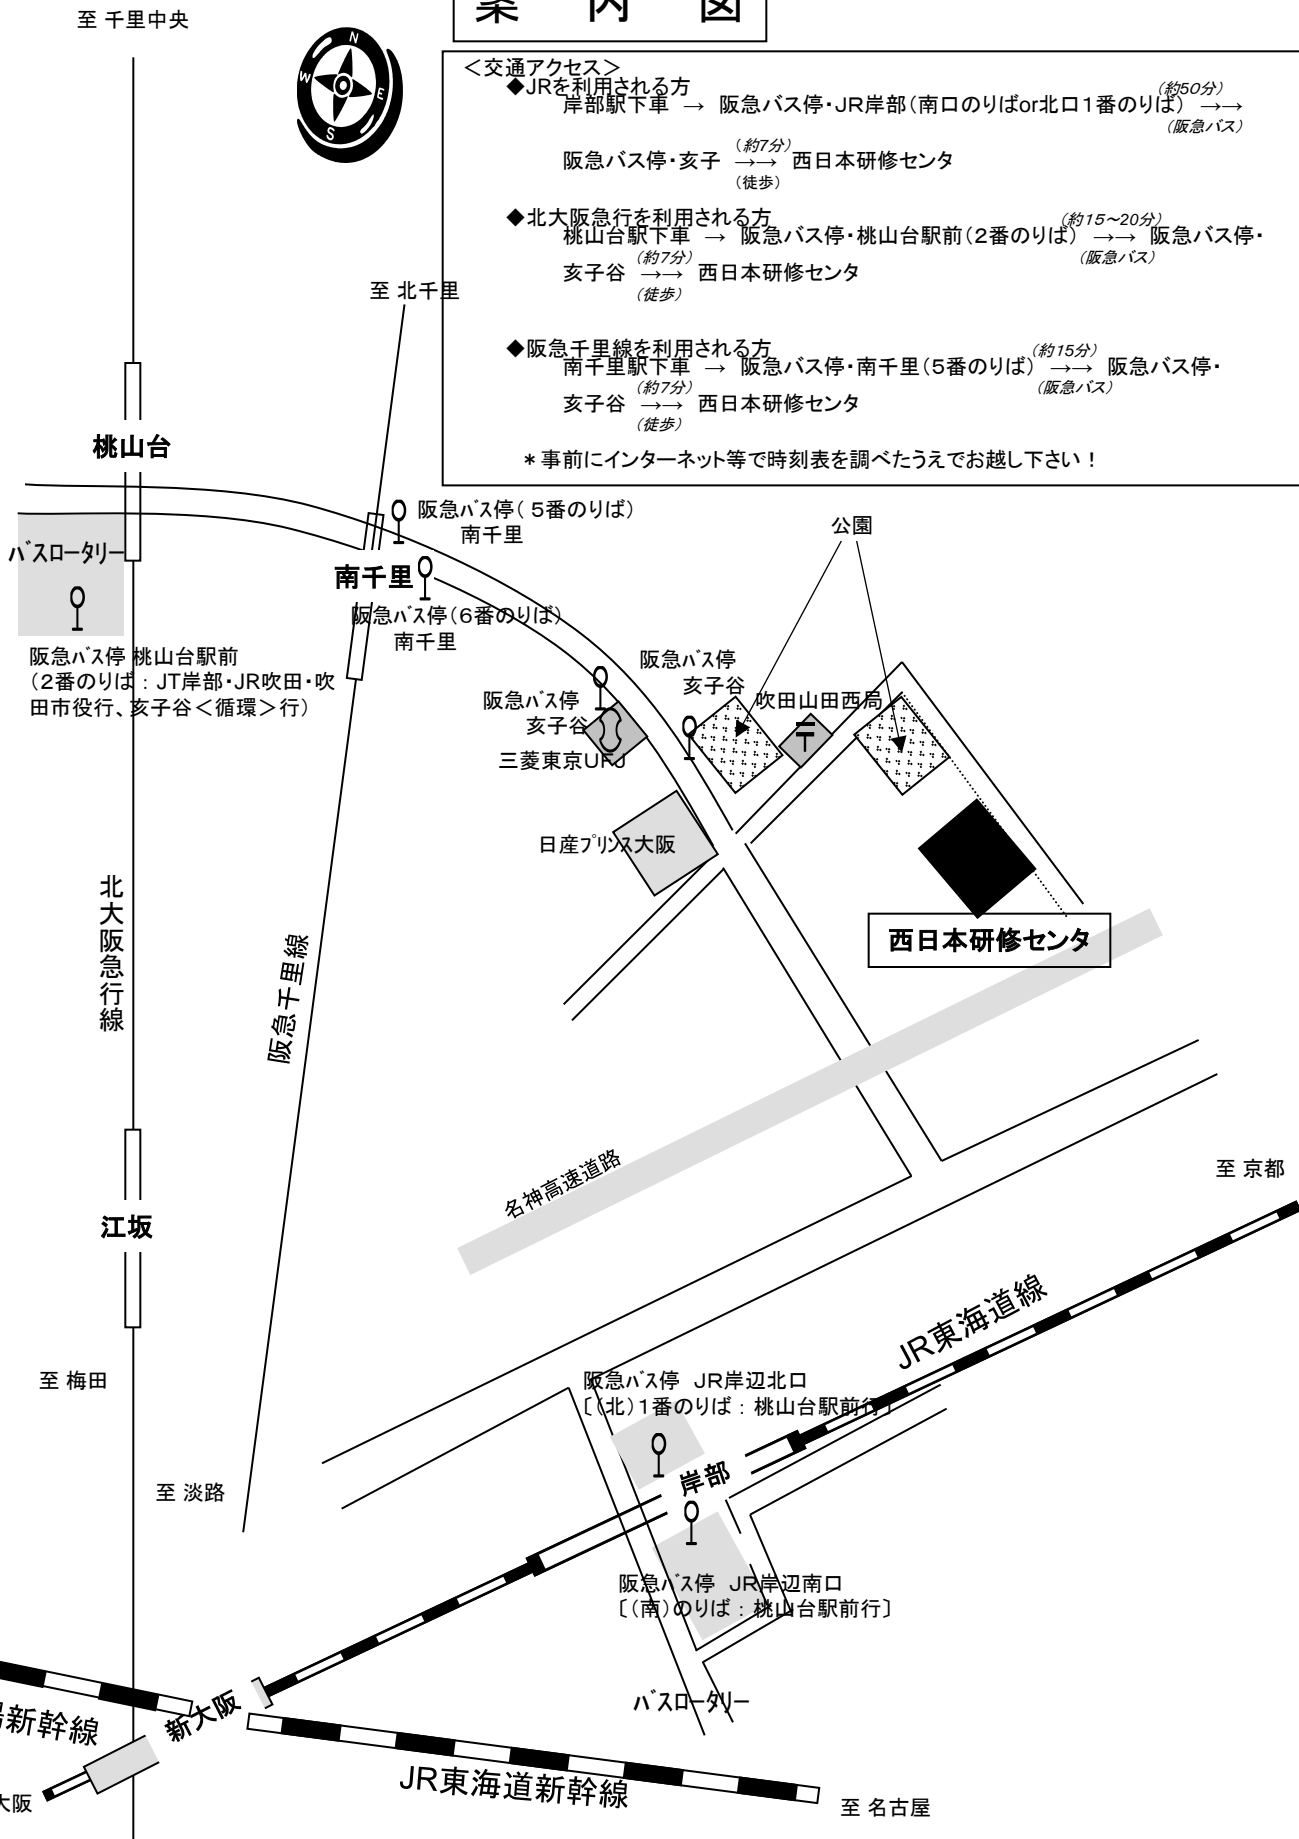 案 内 図
至 千里中央
N
W
E
S
＜交通アクセス＞
◆JRを利用される方
岸部駅下車 → 阪急バス停・JR岸部(南口のりばor北口1番のりば) →→
(約50分)
(阪急バス)
阪急バス停・亥子 →→ 西日本研修センタ
(約7分)
(徒歩)
◆北大阪急行を利用される方
桃山台駅下車 → 阪急バス停・桃山台駅前(2番のりば) →→ 阪急バス停・
(約15～20分)
(阪急バス)
亥子谷 →→ 西日本研修センタ
(約7分)
(徒歩)
◆阪急千里線を利用される方
南千里駅下車 → 阪急バス停・南千里(5番のりば) →→ 阪急バス停・
(約15分)
(阪急バス)
亥子谷 →→ 西日本研修センタ
(約7分)
(徒歩)
＊事前にインターネット等で時刻表を調べたうえでお越し下さい！
至 北千里
桃山台
バスロータリー
阪急バス停(5番のりば)
南千里
南千里
阪急バス停(6番のりば)
南千里
公園
阪急バス停 桃山台駅前
(2番のりば：JT岸部・JR吹田・吹
田市役行、亥子谷＜循環＞行)
阪急バス停
亥子谷
阪急バス停
亥子谷
吹田山田西局
〒
三菱東京UFJ
日産プリンス大阪
西日本研修センタ
北大阪急行線
阪急千里線
名神高速道路
至 京都
江坂
JR東海道線
至 梅田
阪急バス停 JR岸辺北口
〔(北)1番のりば：桃山台駅前行〕
岸部
至 淡路
阪急バス停 JR岸辺南口
〔(南)のりば：桃山台駅前行〕
バスロータリー
新大阪
新幹線
JR東海道新幹線
大阪
至 名古屋